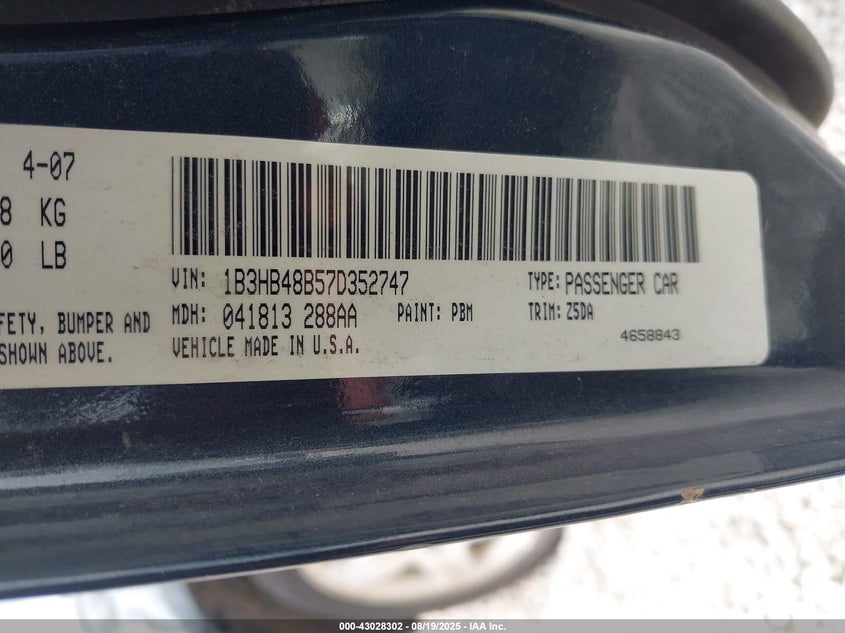 4-07
8 KG
0 LB
VIN: 1B3HB48B57D352747 TYPE: PASSENGER CAR
FETY, BUMPER AND MDH: 041813 288AA PAINT: PBM TRIM: Z5DA
SHOWN ABOVE. VEHICLE MADE IN U.S.A. 4658843
000-43028302 - 08/19/2025 - IAA Inc.